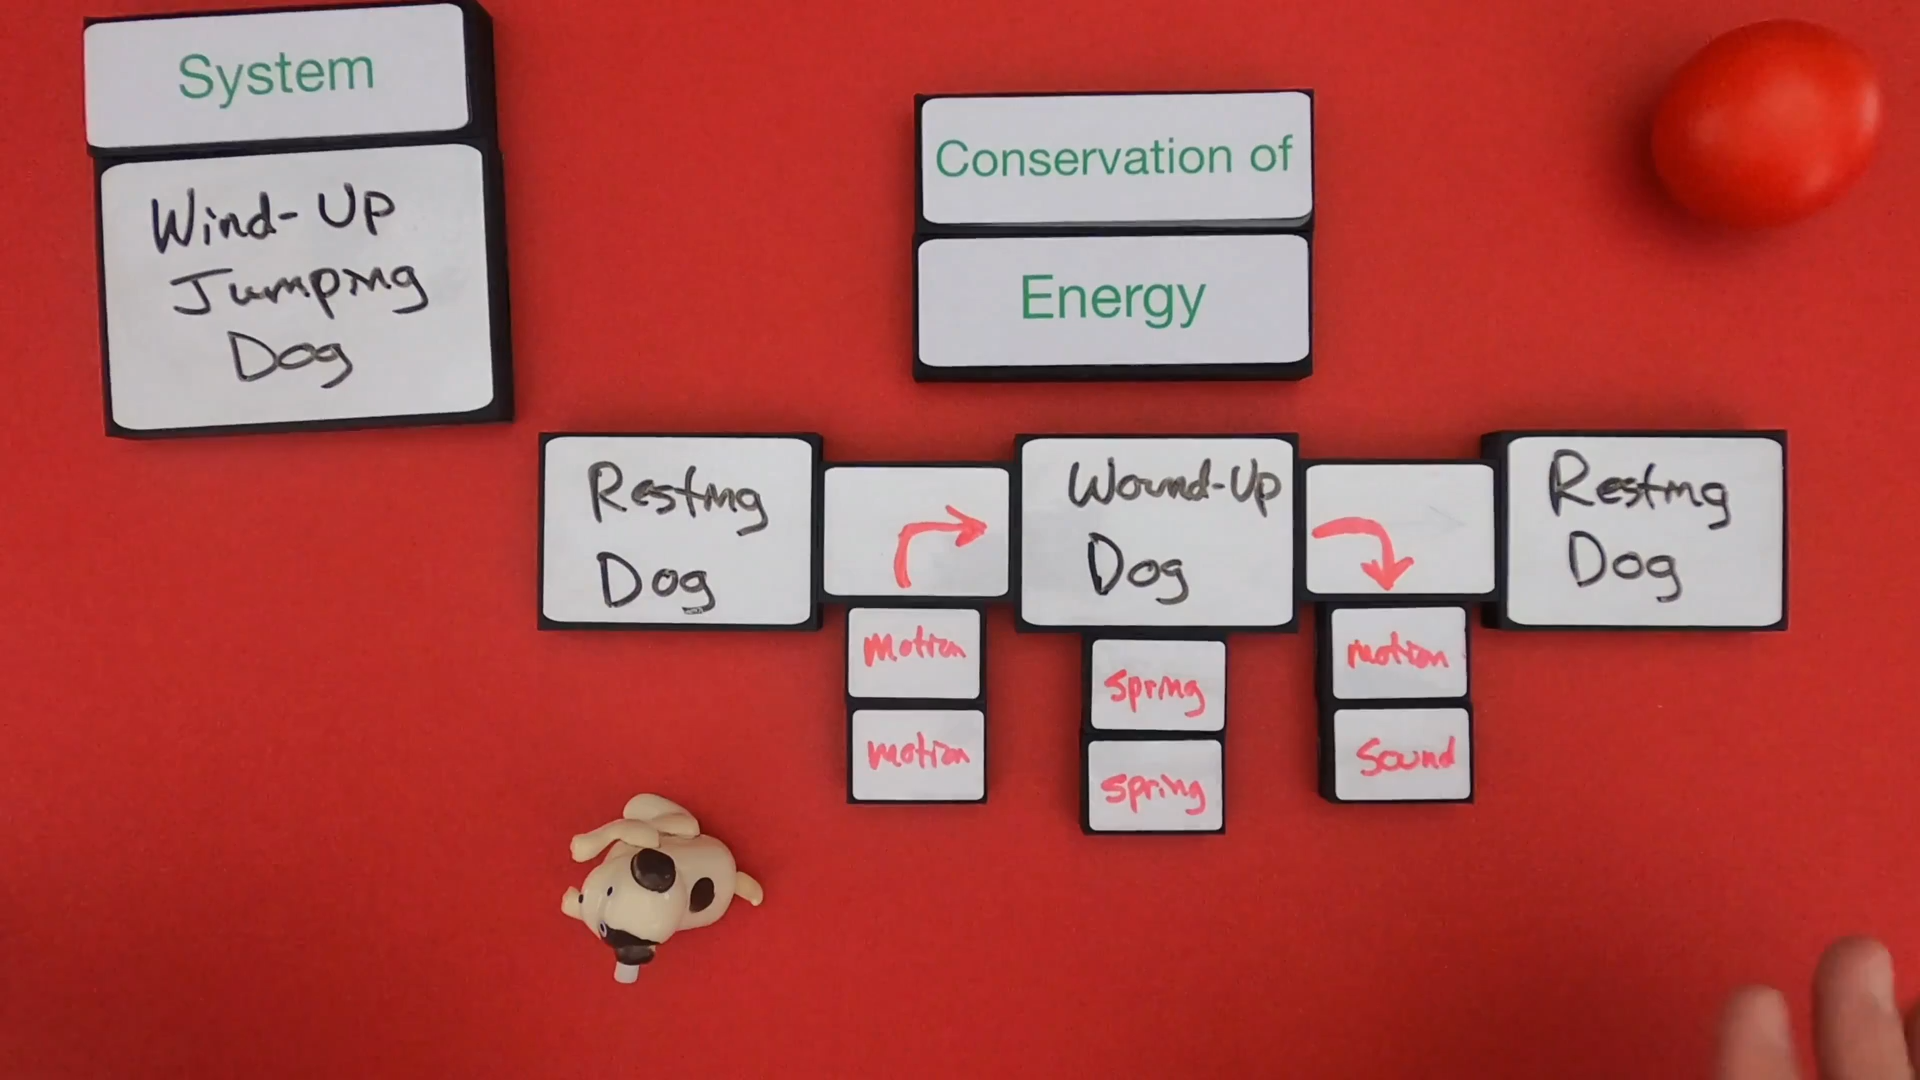 System
Wind-Up
Jumping
Dog
Conservation of
Energy
Resting
Dog
Wound-Up
Dog
Resting
Dog
motion
motion
spring
spring
motion
Sound